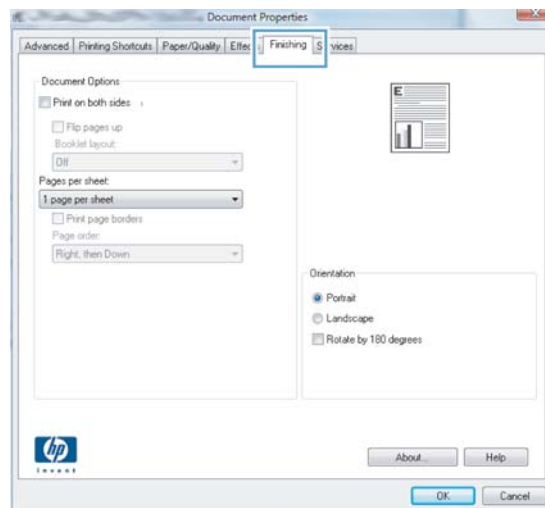 Document Properties
Advanced Printing Shortcuts Paper/Quality Finishing
Document Options
Print on both sides
Flip pages up
Booklet layout:
Off
Pages per sheet:
1 page per sheet
Print page borders
Page order:
Right, then Down
E
Orientation
Portrait
Landscape
Rotate by 180 degrees
hp
invent
About... Help
OK Cancel